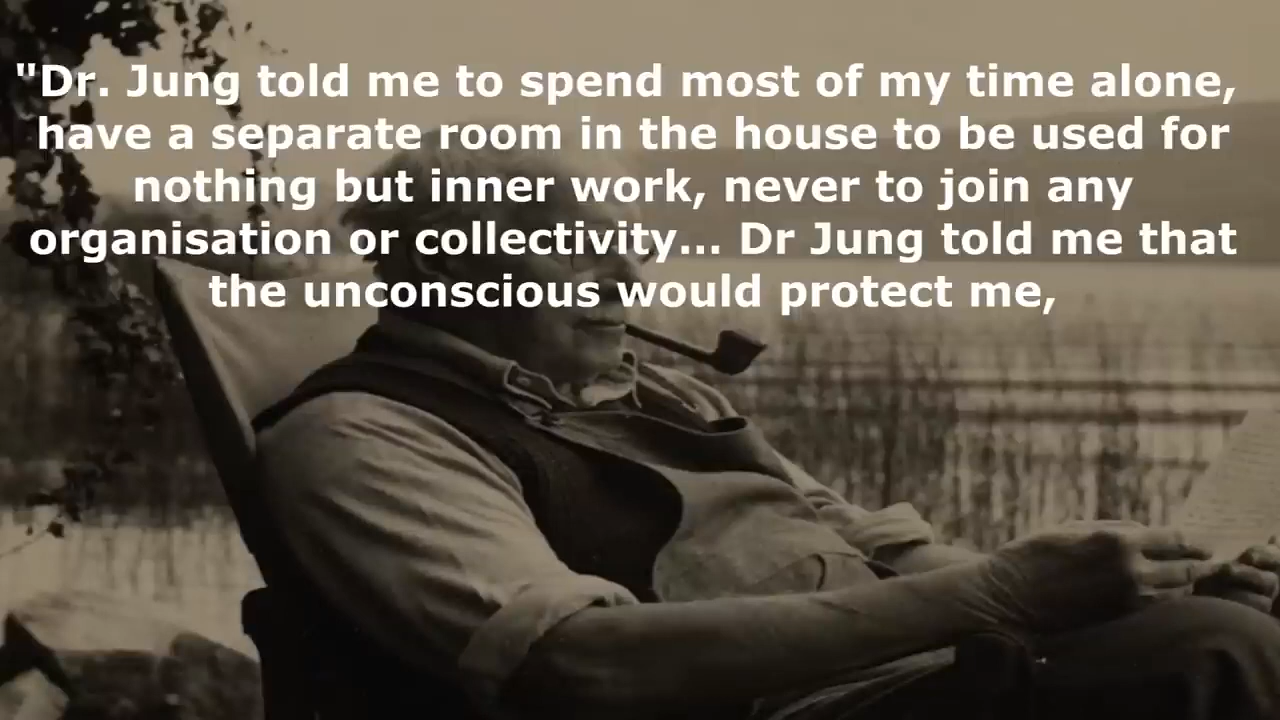 "Dr. Jung told me to spend most of my time alone,
have a separate room in the house to be used for
nothing but inner work, never to join any
organisation or collectivity... Dr Jung told me that
the unconscious would protect me,